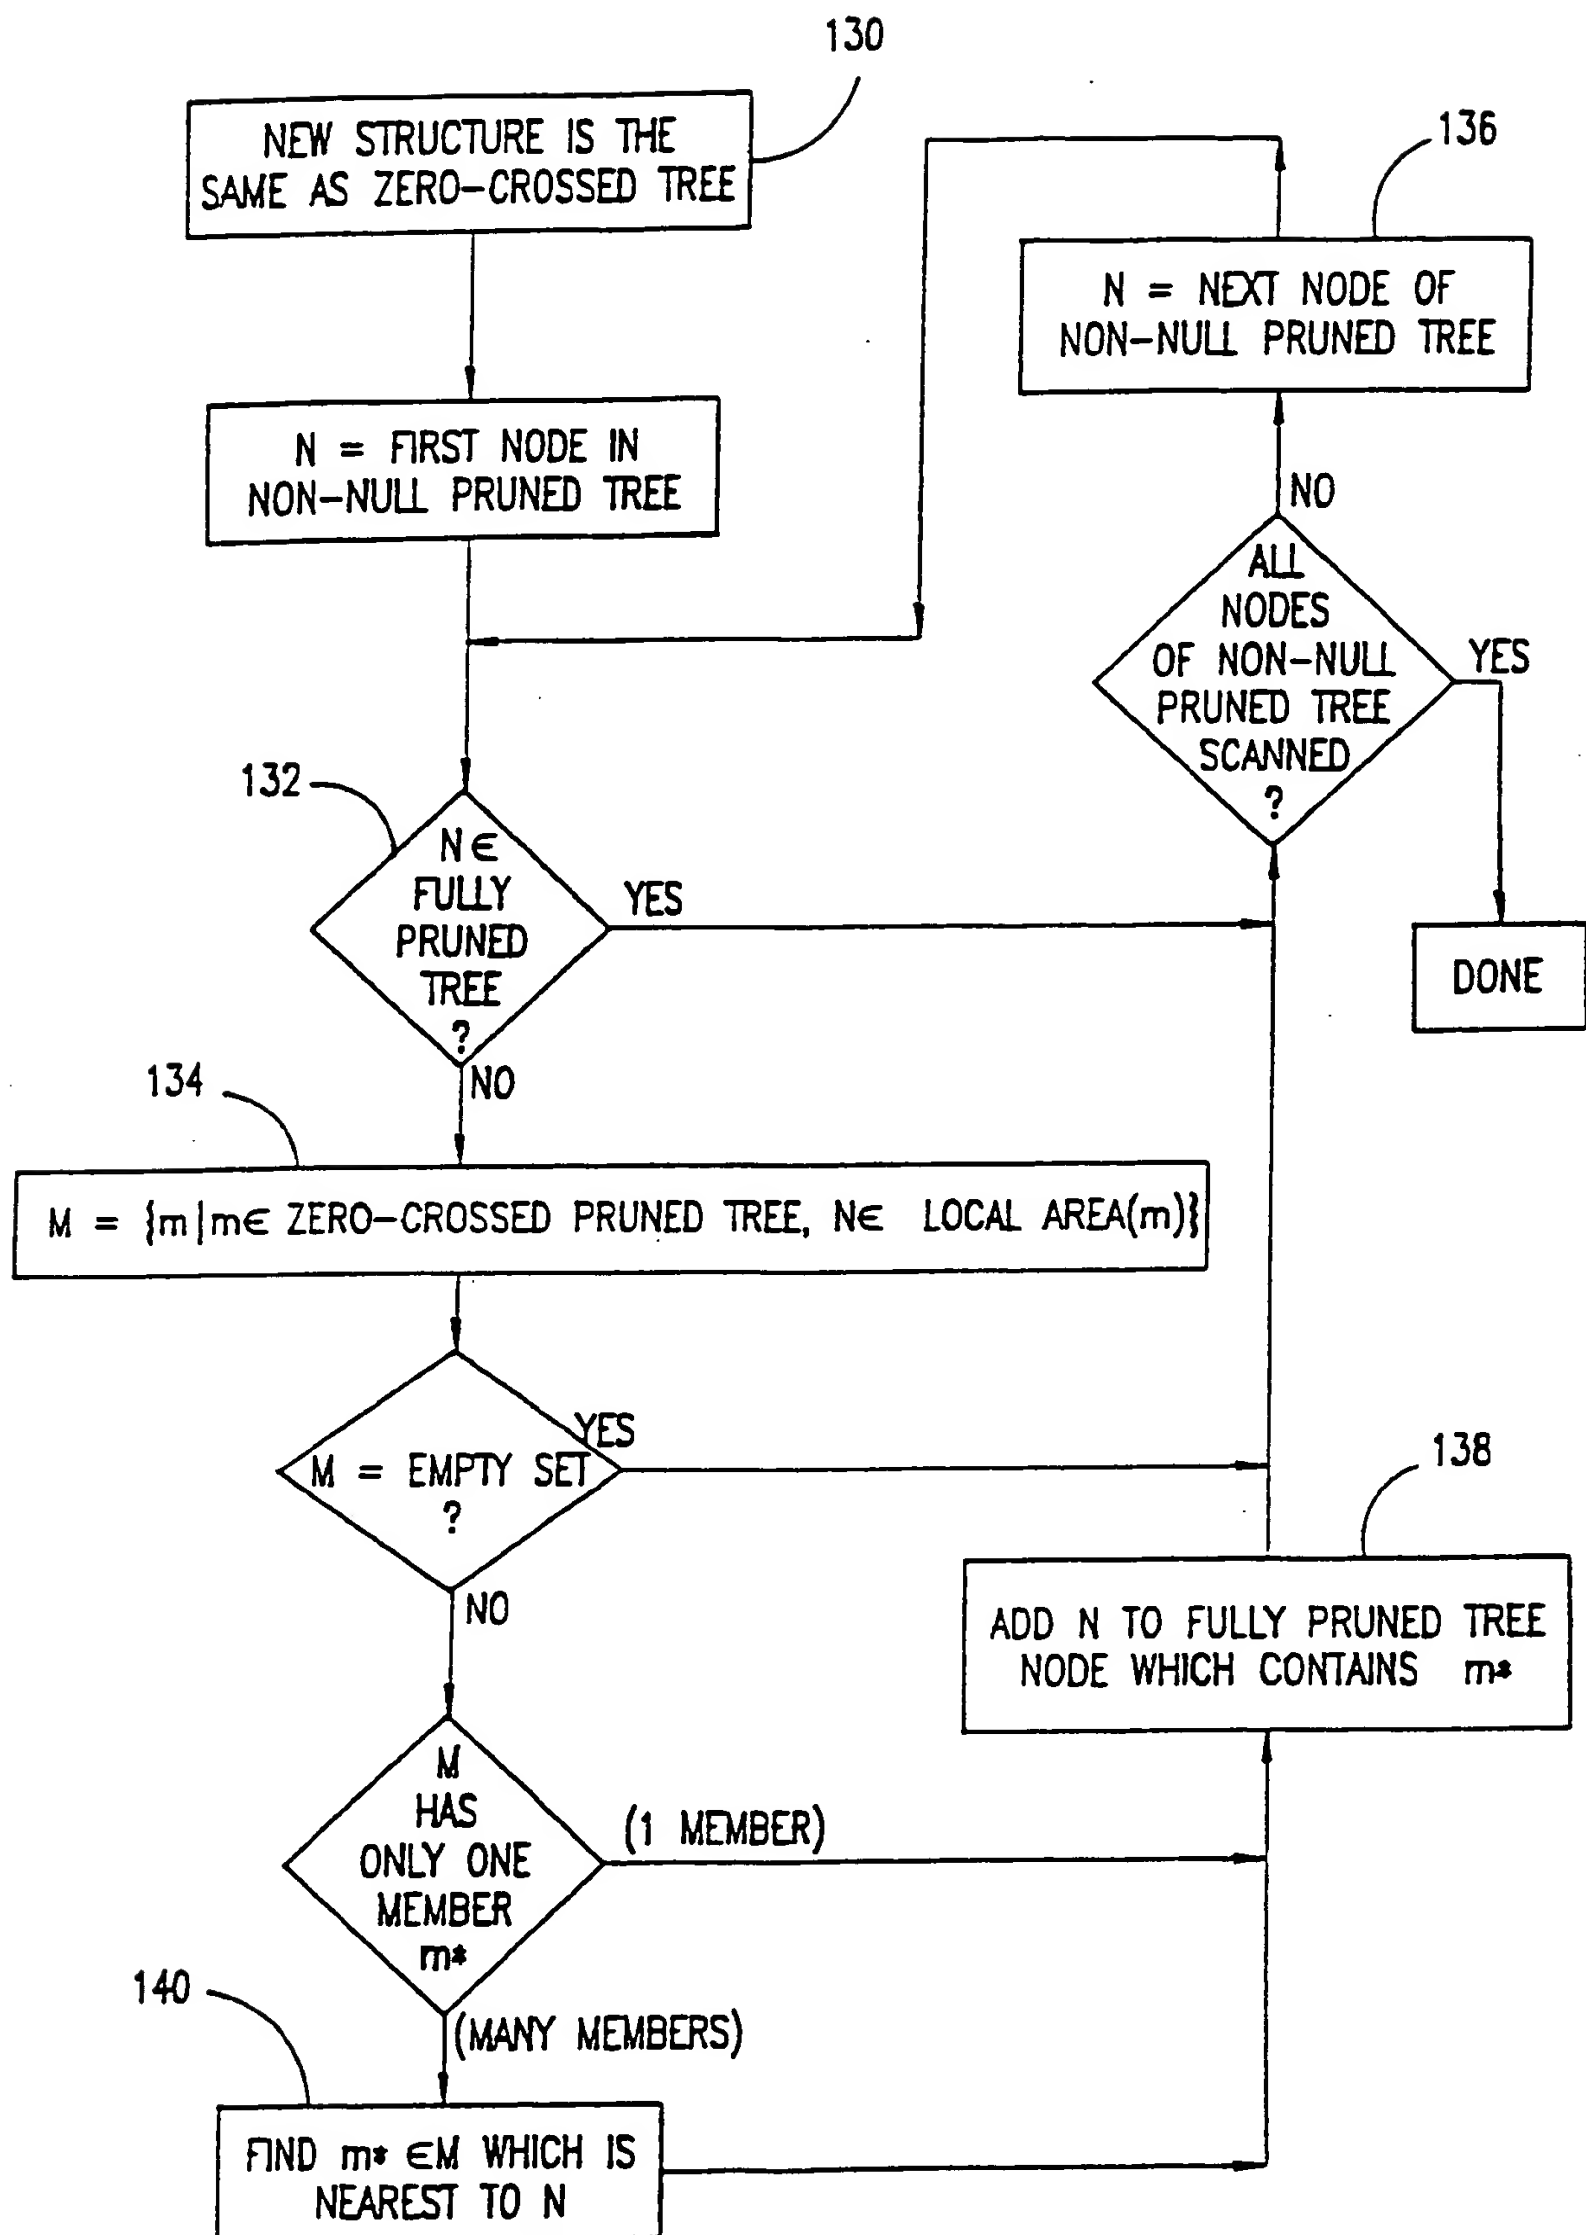 130
NEW STRUCTURE IS THE
SAME AS ZERO-CROSSED TREE
N = FIRST NODE IN
NON-NULL PRUNED TREE
136
N = NEXT NODE OF
NON-NULL PRUNED TREE
NO
ALL
NODES
OF NON-NULL
PRUNED TREE
SCANNED
?
YES
DONE
132
N∈
FULLY
PRUNED
TREE
?
YES
NO
134
M = {m|m∈ ZERO-CROSSED PRUNED TREE, N∈ LOCAL AREA(m)}
M = EMPTY SET
?
YES
NO
138
ADD N TO FULLY PRUNED TREE
NODE WHICH CONTAINS m*
M
HAS
ONLY ONE
MEMBER
m*
(1 MEMBER)
(MANY MEMBERS)
140
FIND m* ∈M WHICH IS
NEAREST TO N